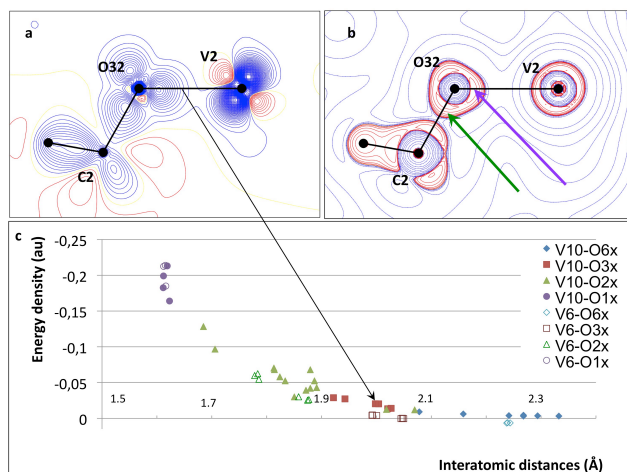 a
O32
V2
C2
b
O32
V2
C2
c
Energy density (au)
-0,25
-0,2
-0,15
-0,1
-0,05
0
1.5
1.7
1.9
2.1
2.3
V10-O6x
V10-O3x
V10-O2x
V10-O1x
V6-O6x
V6-O3x
V6-O2x
V6-O1x
Interatomic distances (Å)